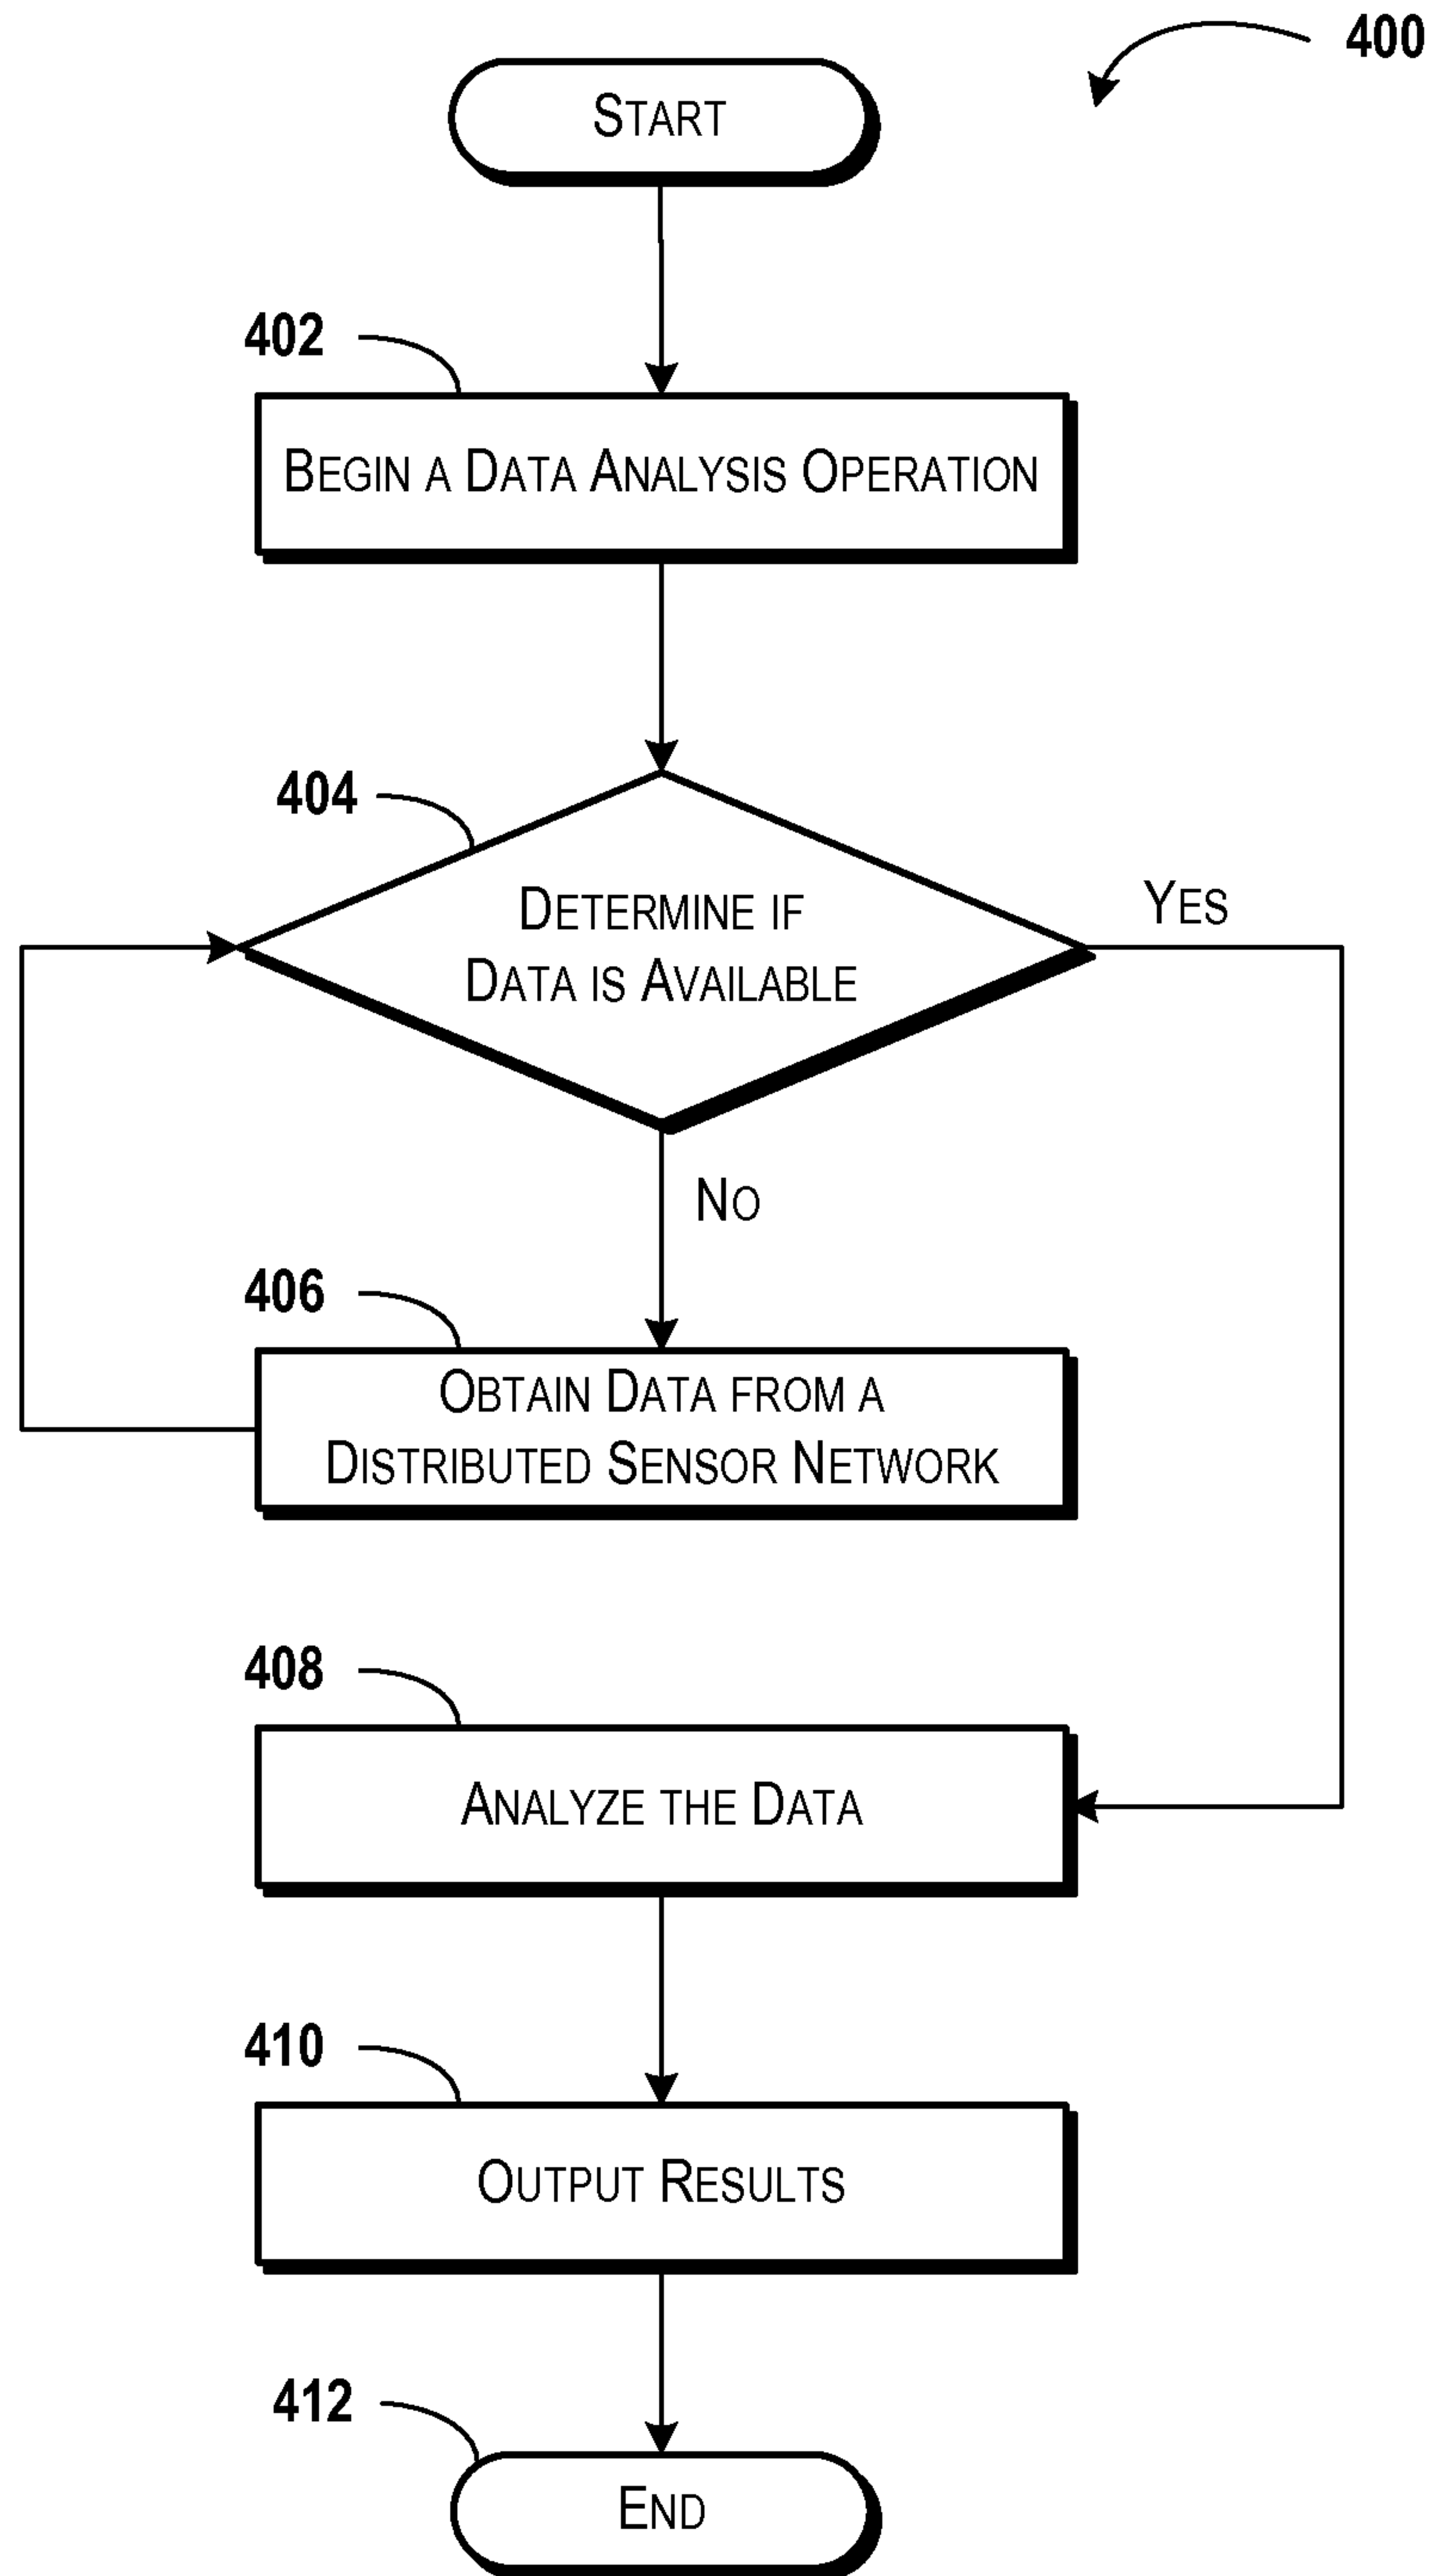 400
START
402
BEGIN A DATA ANALYSIS OPERATION
404
DETERMINE IF
DATA IS AVAILABLE
YES
NO
406
OBTAIN DATA FROM A
DISTRIBUTED SENSOR NETWORK
408
ANALYZE THE DATA
410
OUTPUT RESULTS
412
END